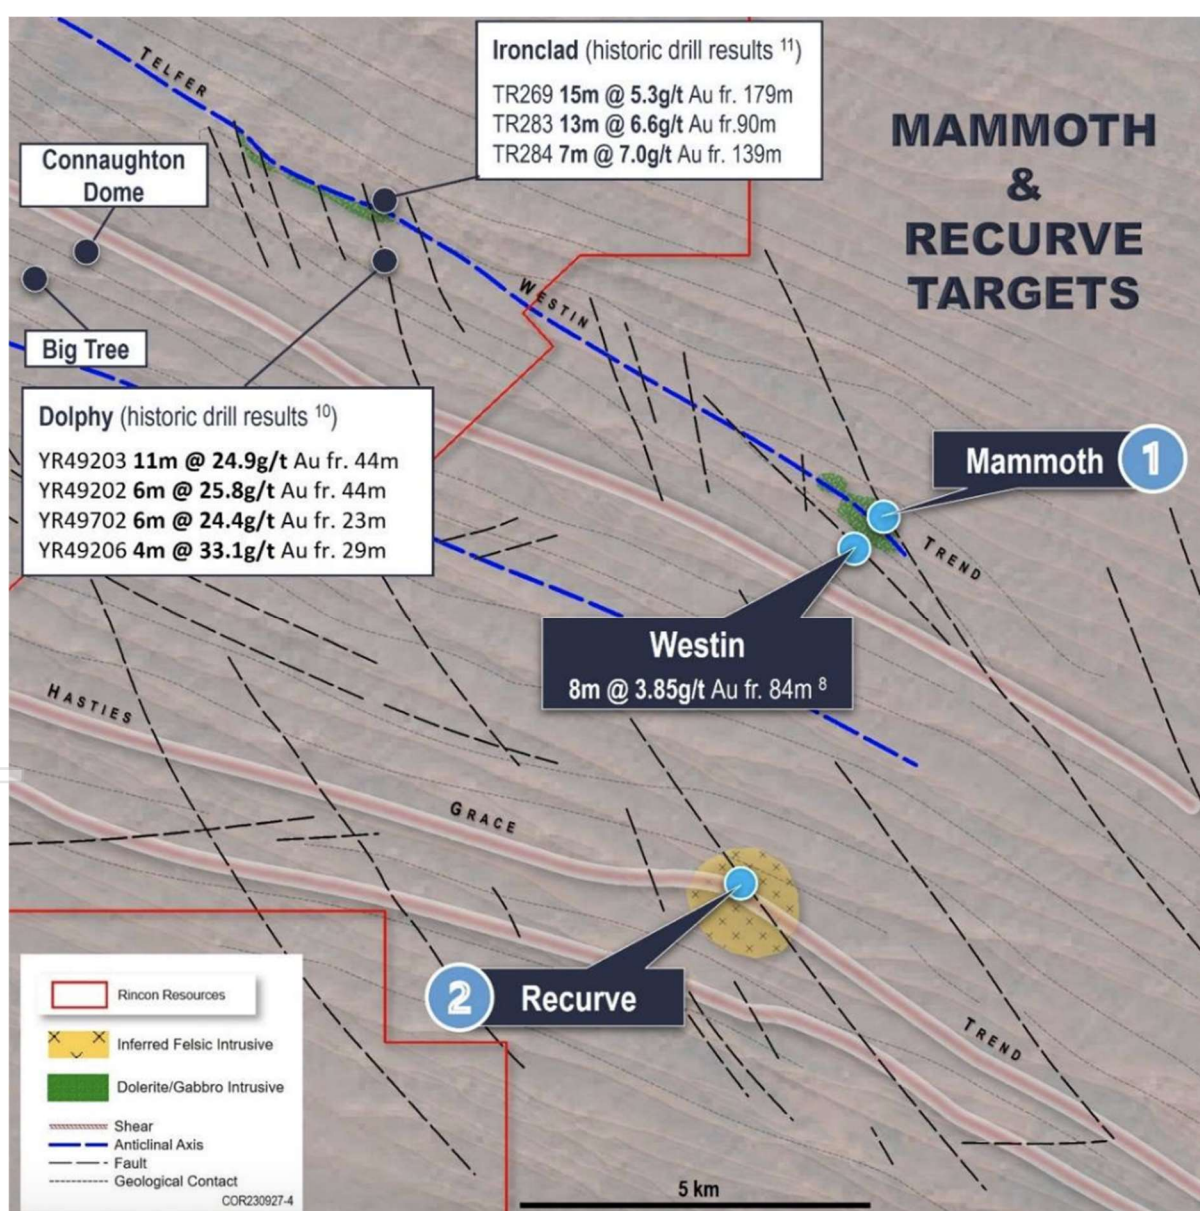 Ironclad (historic drill results 11)
TR269 15m @ 5.3g/t Au fr. 179m
TR283 13m @ 6.6g/t Au fr.90m
TR284 7m @ 7.0g/t Au fr. 139m
MAMMOTH
&
RECURVE
TARGETS
TELFER
Connaughton
Dome
WESTIN
Big Tree
Dolphy (historic drill results 10)
YR49203 11m @ 24.9g/t Au fr. 44m
YR49202 6m @ 25.8g/t Au fr. 44m
YR49702 6m @ 24.4g/t Au fr. 23m
YR49206 4m @ 33.1g/t Au fr. 29m
Mammoth 1
TREND
Westin
8m @ 3.85g/t Au fr. 84m 8
HASTIES
GRACE
2 Recurve
TREND
Rincon Resources
Inferred Felsic Intrusive
Dolerite/Gabbro Intrusive
Shear
Anticlinal Axis
Fault
Geological Contact
COR230927-4
5 km